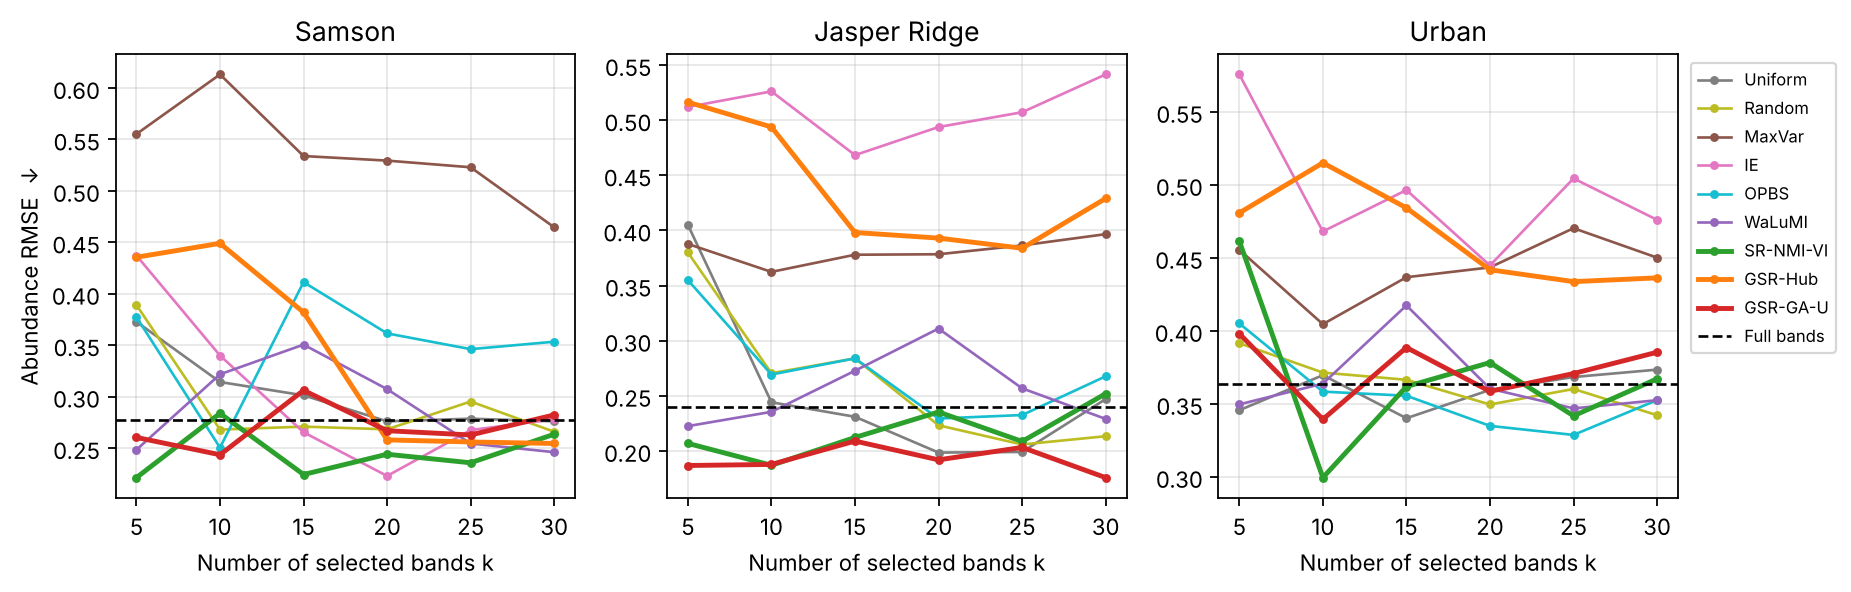 Samson
Jasper Ridge
Urban
Abundance RMSE ↓
0.60
0.55
0.50
0.45
0.40
0.35
0.30
0.25
5 10 15 20 25 30
Number of selected bands k
0.55
0.50
0.45
0.40
0.35
0.30
0.25
0.20
5 10 15 20 25 30
Number of selected bands k
0.55
0.50
0.45
0.40
0.35
0.30
5 10 15 20 25 30
Number of selected bands k
Uniform
Random
MaxVar
IE
OPBS
WaLuMI
SR-NMI-VI
GSR-Hub
GSR-GA-U
Full bands